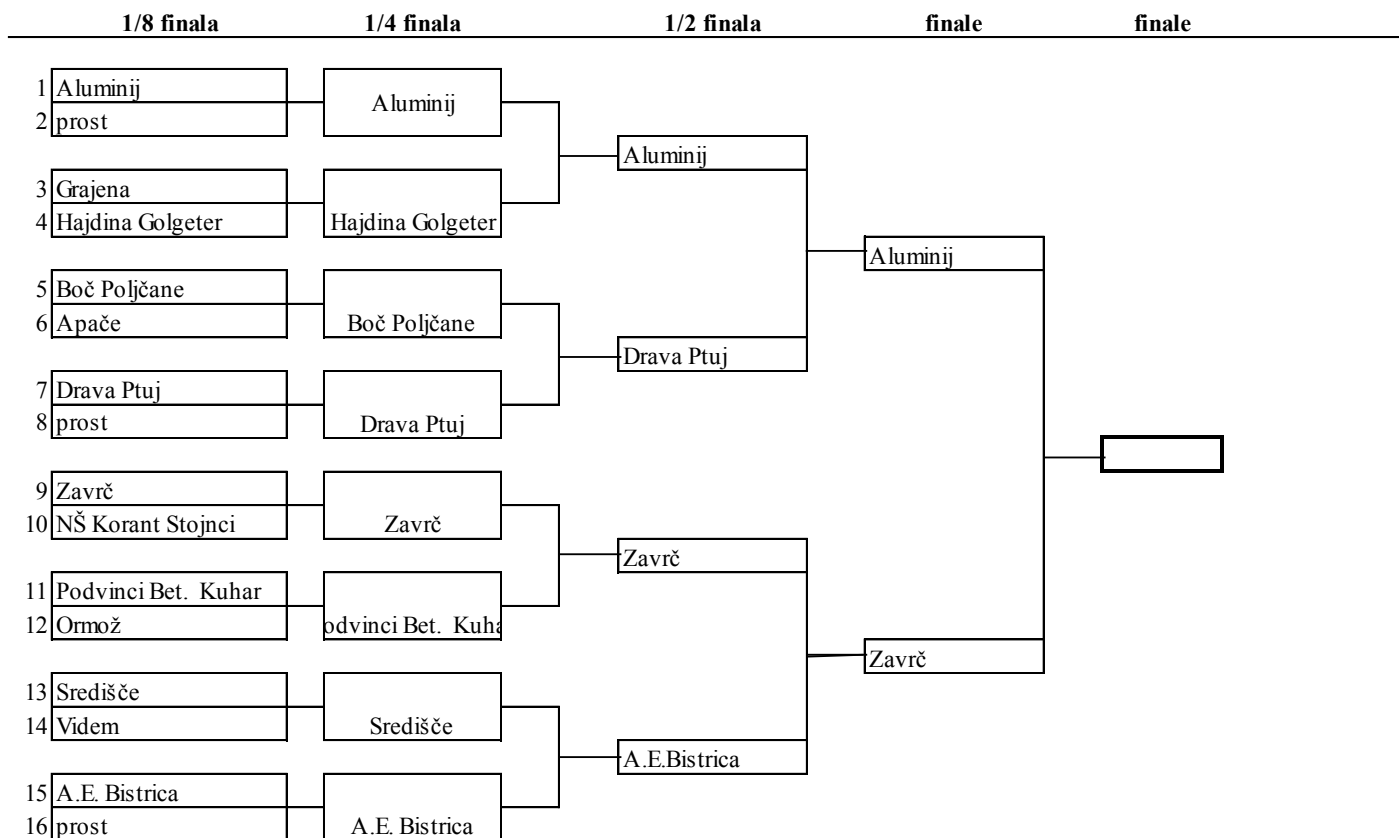 1/8 finala 1/4 finala 1/2 finala finale finale
1 Aluminij
2 prost
3 Grajena
4 Hajdina Golgeter
5 Boč Poljčane
6 Apače
7 Drava Ptuj
8 prost
9 Zavrč
10 NŠ Korant Stojnci
11 Podvinci Bet. Kuhar
12 Ormož
13 Središče
14 Videm
15 A.E. Bistrica
16 prost
Aluminij
Hajdina Golgeter
Boč Poljčane
Drava Ptuj
Zavrč
odvinci Bet. Kuha
Središče
A.E. Bistrica
Aluminij
Drava Ptuj
Zavrč
A.E.Bistrica
Aluminij
Zavrč